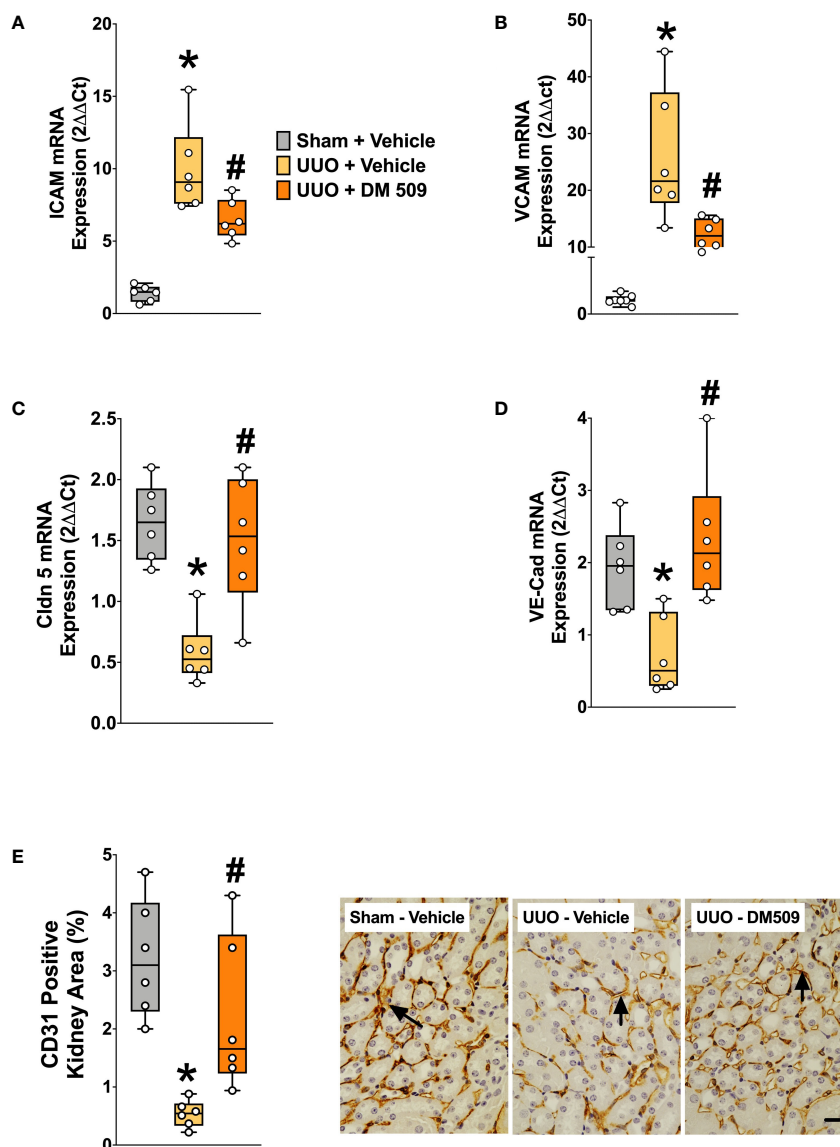 A
ICAM mRNA
Expression (2ΔΔCt)
20
15
10
5
0
*
#
Sham + Vehicle
UUO + Vehicle
UUO + DM 509
B
VCAM mRNA
Expression (2ΔΔct)
50
40
30
20
10
0
*
#
C
Cldn 5 mRNA
Expression (2ΔΔCt)
2.5
2.0
1.5
1.0
0.5
0.0
*
#
D
VE-Cad mRNA
Expression (2ΔΔCt)
4
3
2
1
0
*
#
E
CD31 Positive
Kidney Area (%)
5
4
3
2
1
0
*
#
Sham - Vehicle
UUO - Vehicle
UUO - DM509